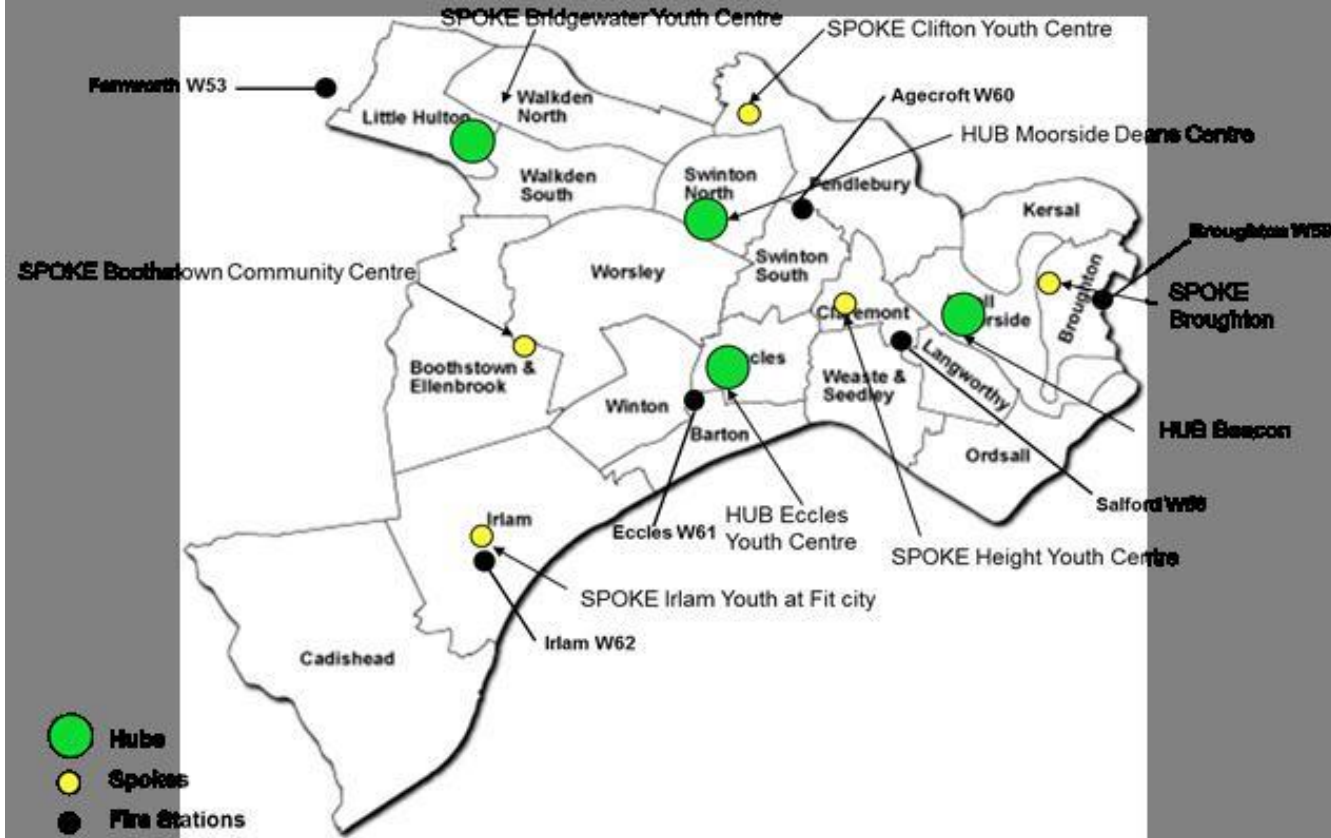 SPOKE Bridgewater Youth Centre
SPOKE Clifton Youth Centre
Farnworth W53
Walkden
North
Agecroft W60
Little Hulton
HUB Moorside Deans Centre
Walkden
South
Swinton
North
Pendlebury
Kersal
Broughton W59
SPOKE Boothstown Community Centre
Worsley
Swinton
South
Claremont
Broughton
SPOKE
Broughton
Boothstown &
Ellenbrook
Winton
Weaste &
Seedley
Langworthy
Barton
HUB Beacon
Ordsall
Irlam
Eccles W61
HUB Eccles
Youth Centre
SPOKE Height Youth Centre
SPOKE Irlam Youth at Fit city
Irlam W62
Cadishead
Hubs
Spokes
Fire Stations